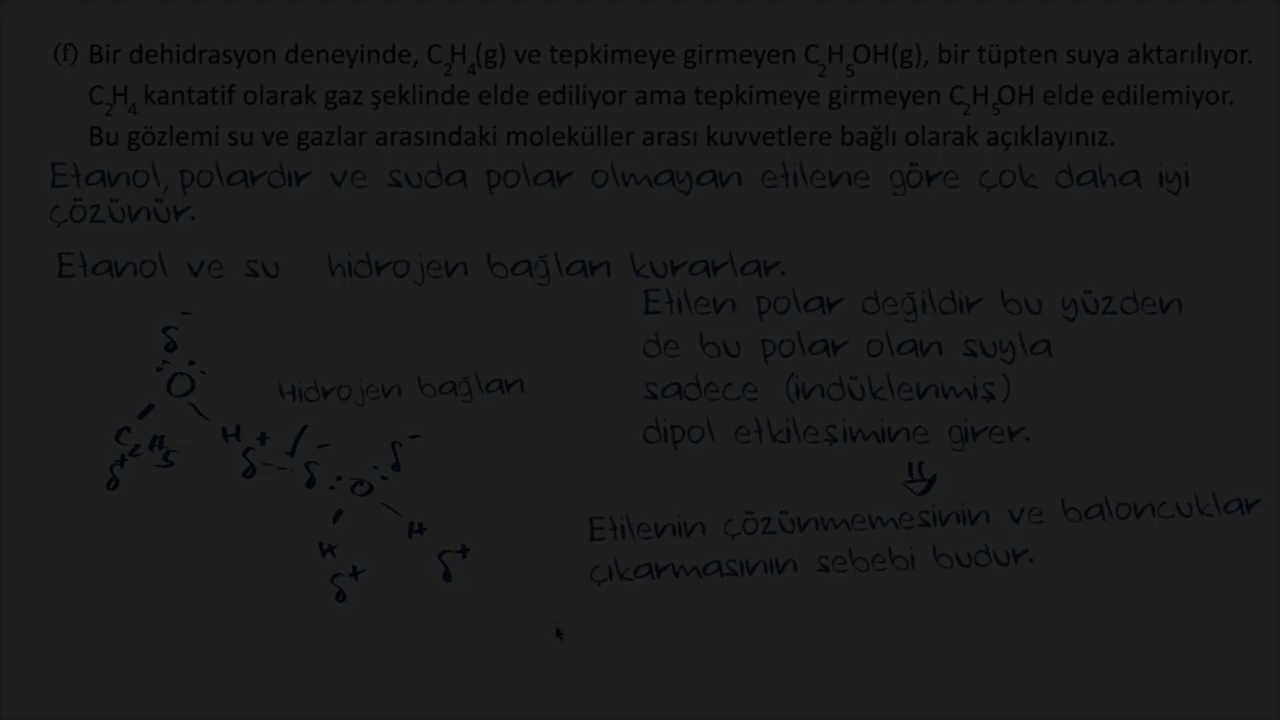 (f) Bir dehidrasyon deneyinde, C₂H₄(g) ve tepkimeye girmeyen C₂H₅OH(g), bir tüpten suya aktarılıyor.
C₂H₄ kantatif olarak gaz şeklinde elde ediliyor ama tepkimeye girmeyen C₂H₅OH elde edilemiyor.
Bu gözlemi su ve gazlar arasındaki moleküller arası kuvvetlere bağlı olarak açıklayınız.
Etanol, polardır ve suda polar olmayan etilene göre çok daha iyi
çözünür.
Etanol ve su hidrojen bağları kurarlar.
Etilen polar değildir bu yüzden
de bu polar olan suyla
sadece (indüklenmiş)
dipol etkileşimine girer.
Etilenin çözünmemesinin ve baloncuklar
çıkarmasının sebebi budur.
δ⁻
O
Hidrojen bağları
C₂H₅
δ⁺
H
δ⁺
δ⁻
O
δ⁻
H
H
δ⁺
δ⁺